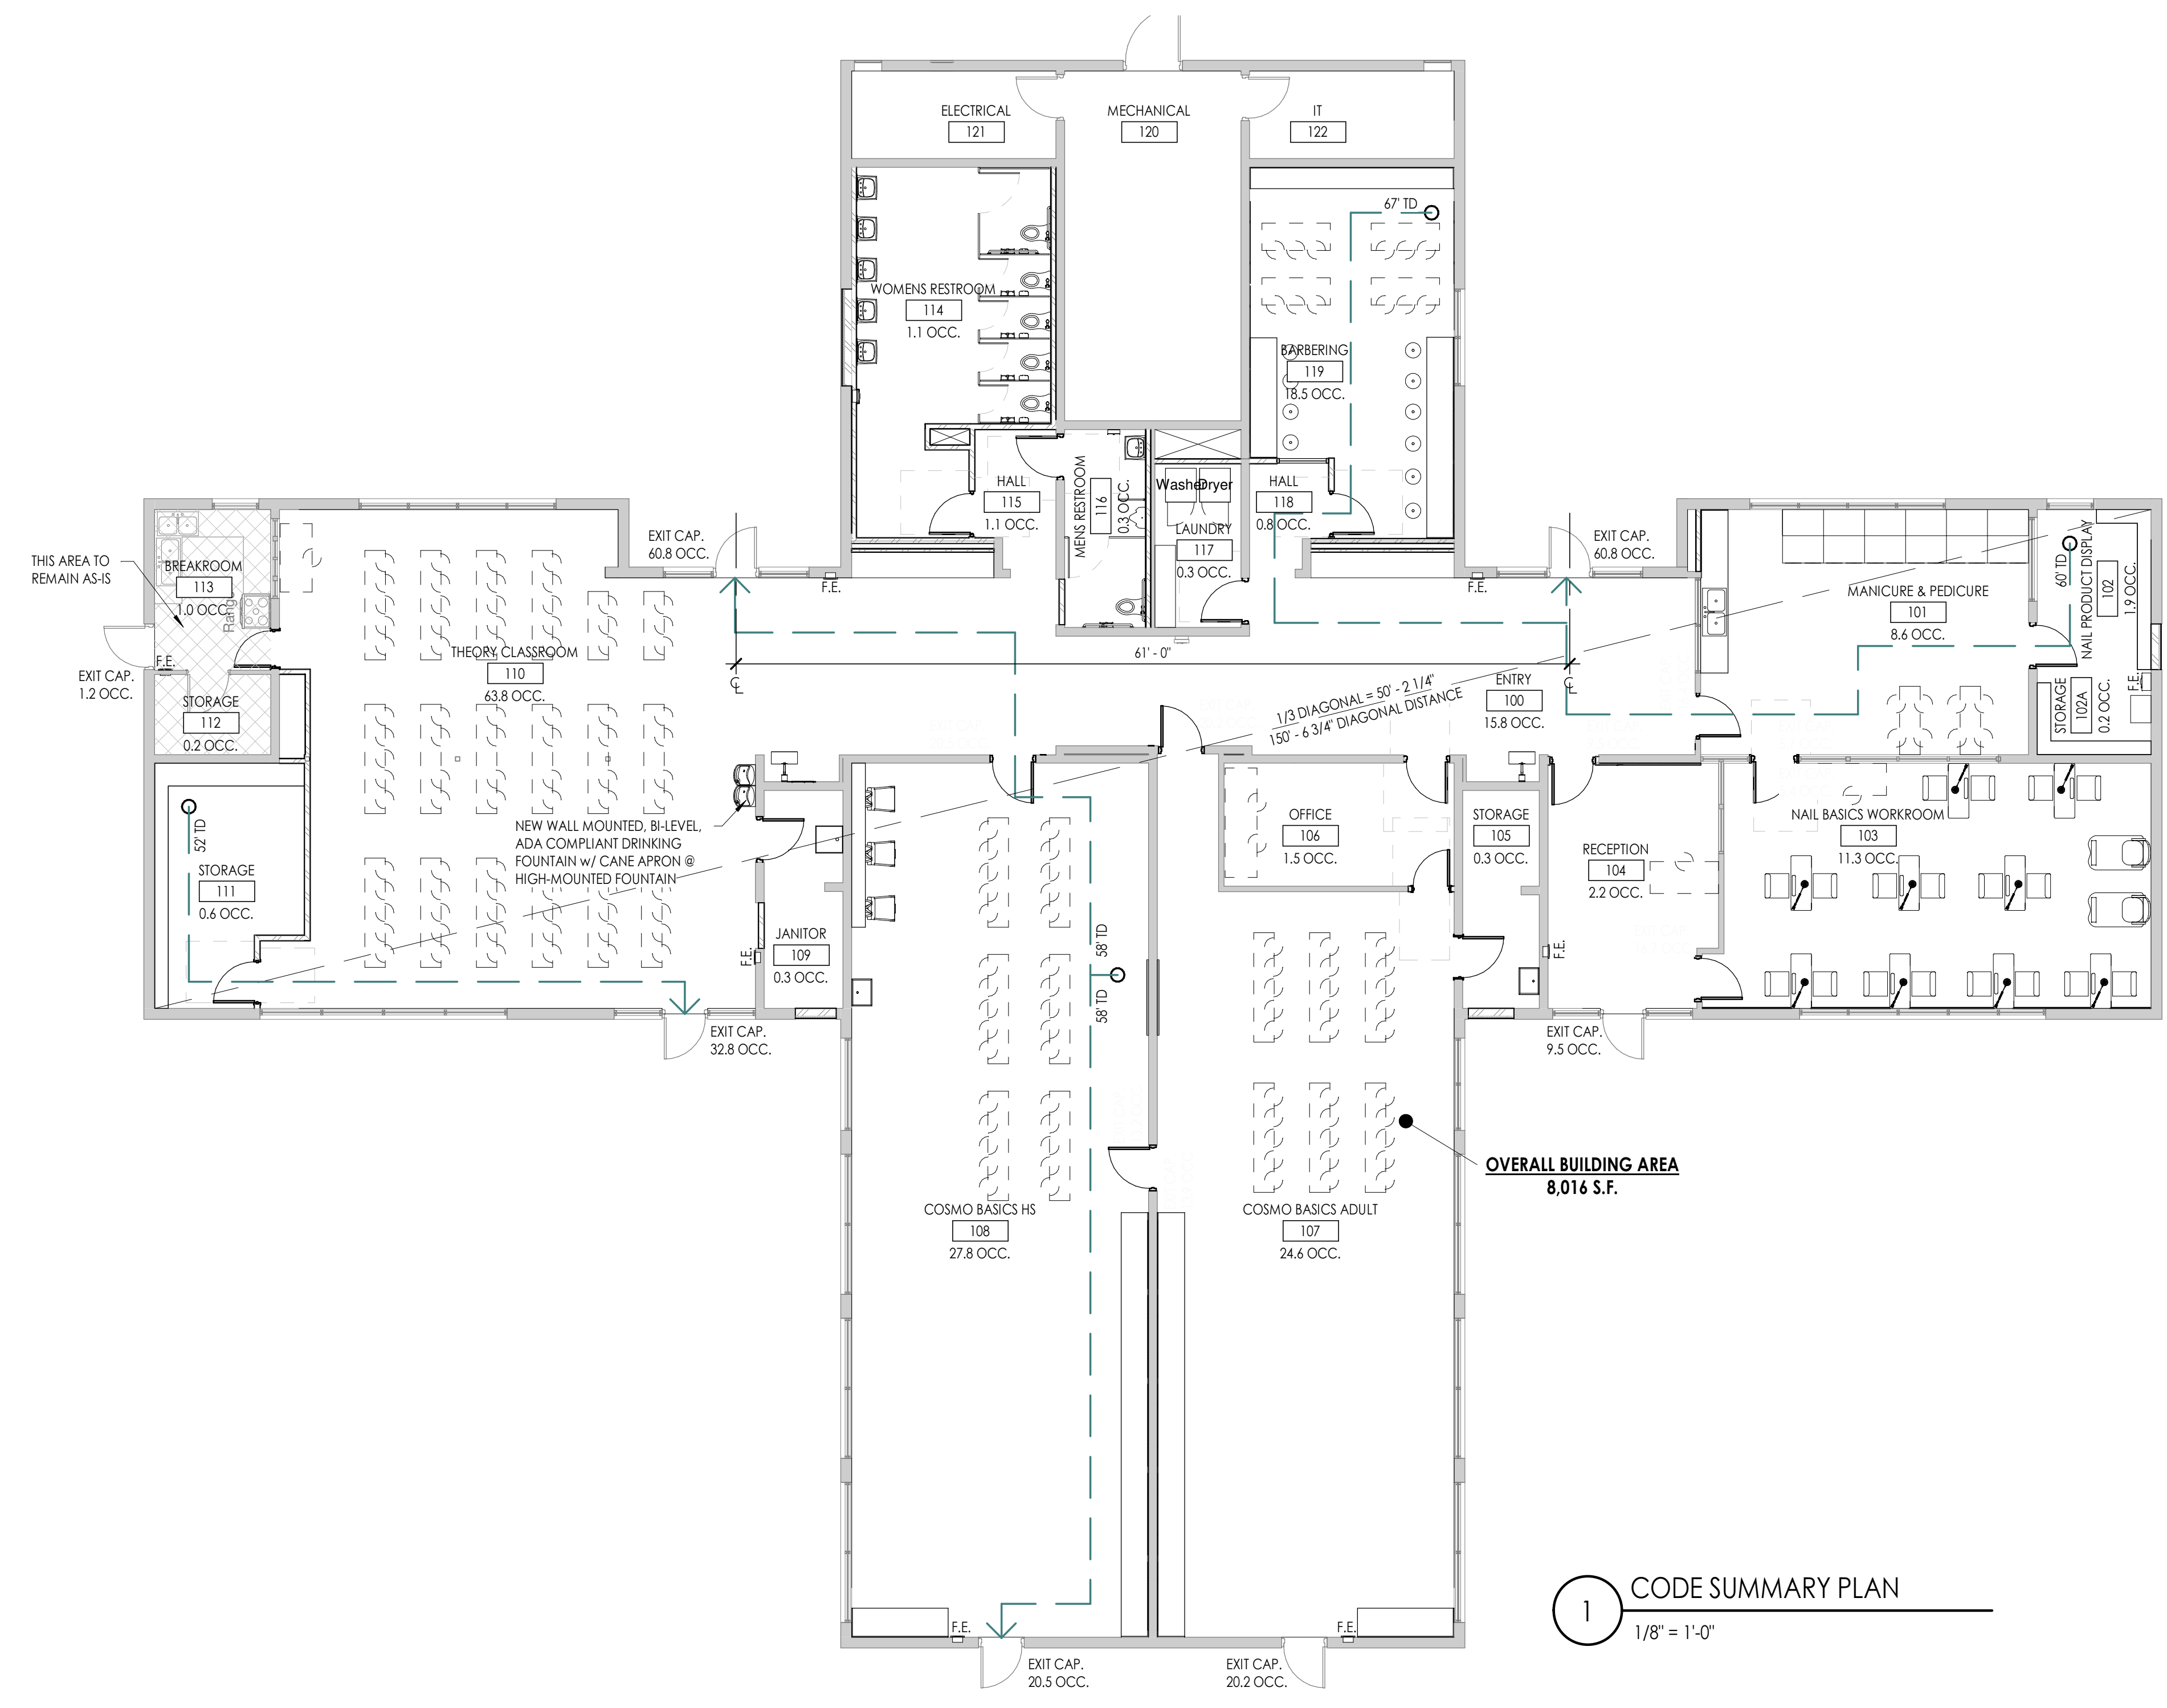 ELECTRICAL
121
MECHANICAL
120
IT
122
67' TD
WOMENS RESTROOM
114
1.1 OCC.
BARBERING
119
18.5 OCC.
HALL
115
1.1 OCC.
MENS RESTROOM
116
0.3 OCC.
Washer
Dryer
LAUNDRY
117
0.3 OCC.
HALL
118
0.8 OCC.
EXIT CAP.
60.8 OCC.
F.E.
EXIT CAP.
60.8 OCC.
F.E.
THIS AREA TO
REMAIN AS-IS
BREAKROOM
113
1.0 OCC.
F.E.
EXIT CAP.
1.2 OCC.
STORAGE
112
0.2 OCC.
THEORY CLASSROOM
110
63.8 OCC.
61' - 0"
CL
CL
1/3 DIAGONAL = 50' - 2 1/4"
150' - 6 3/4" DIAGONAL DISTANCE
ENTRY
100
15.8 OCC.
MANICURE & PEDICURE
101
8.6 OCC.
60' TD
NAIL PRODUCT DISPLAY
102
1.9 OCC.
STORAGE
102A
0.2 OCC.
F.E.
52' TD
STORAGE
111
0.6 OCC.
NEW WALL MOUNTED, BI-LEVEL,
ADA COMPLIANT DRINKING
FOUNTAIN w/ CANE APRON @
HIGH-MOUNTED FOUNTAIN
JANITOR
109
0.3 OCC.
F.E.
EXIT CAP.
32.8 OCC.
58' TD
58' TD
OFFICE
106
1.5 OCC.
STORAGE
105
0.3 OCC.
RECEPTION
104
2.2 OCC.
F.E.
NAIL BASICS WORKROOM
103
11.3 OCC.
EXIT CAP.
9.5 OCC.
OVERALL BUILDING AREA
8,016 S.F.
COSMO BASICS HS
108
27.8 OCC.
COSMO BASICS ADULT
107
24.6 OCC.
F.E.
F.E.
EXIT CAP.
20.5 OCC.
EXIT CAP.
20.2 OCC.
1
CODE SUMMARY PLAN
1/8" = 1'-0"